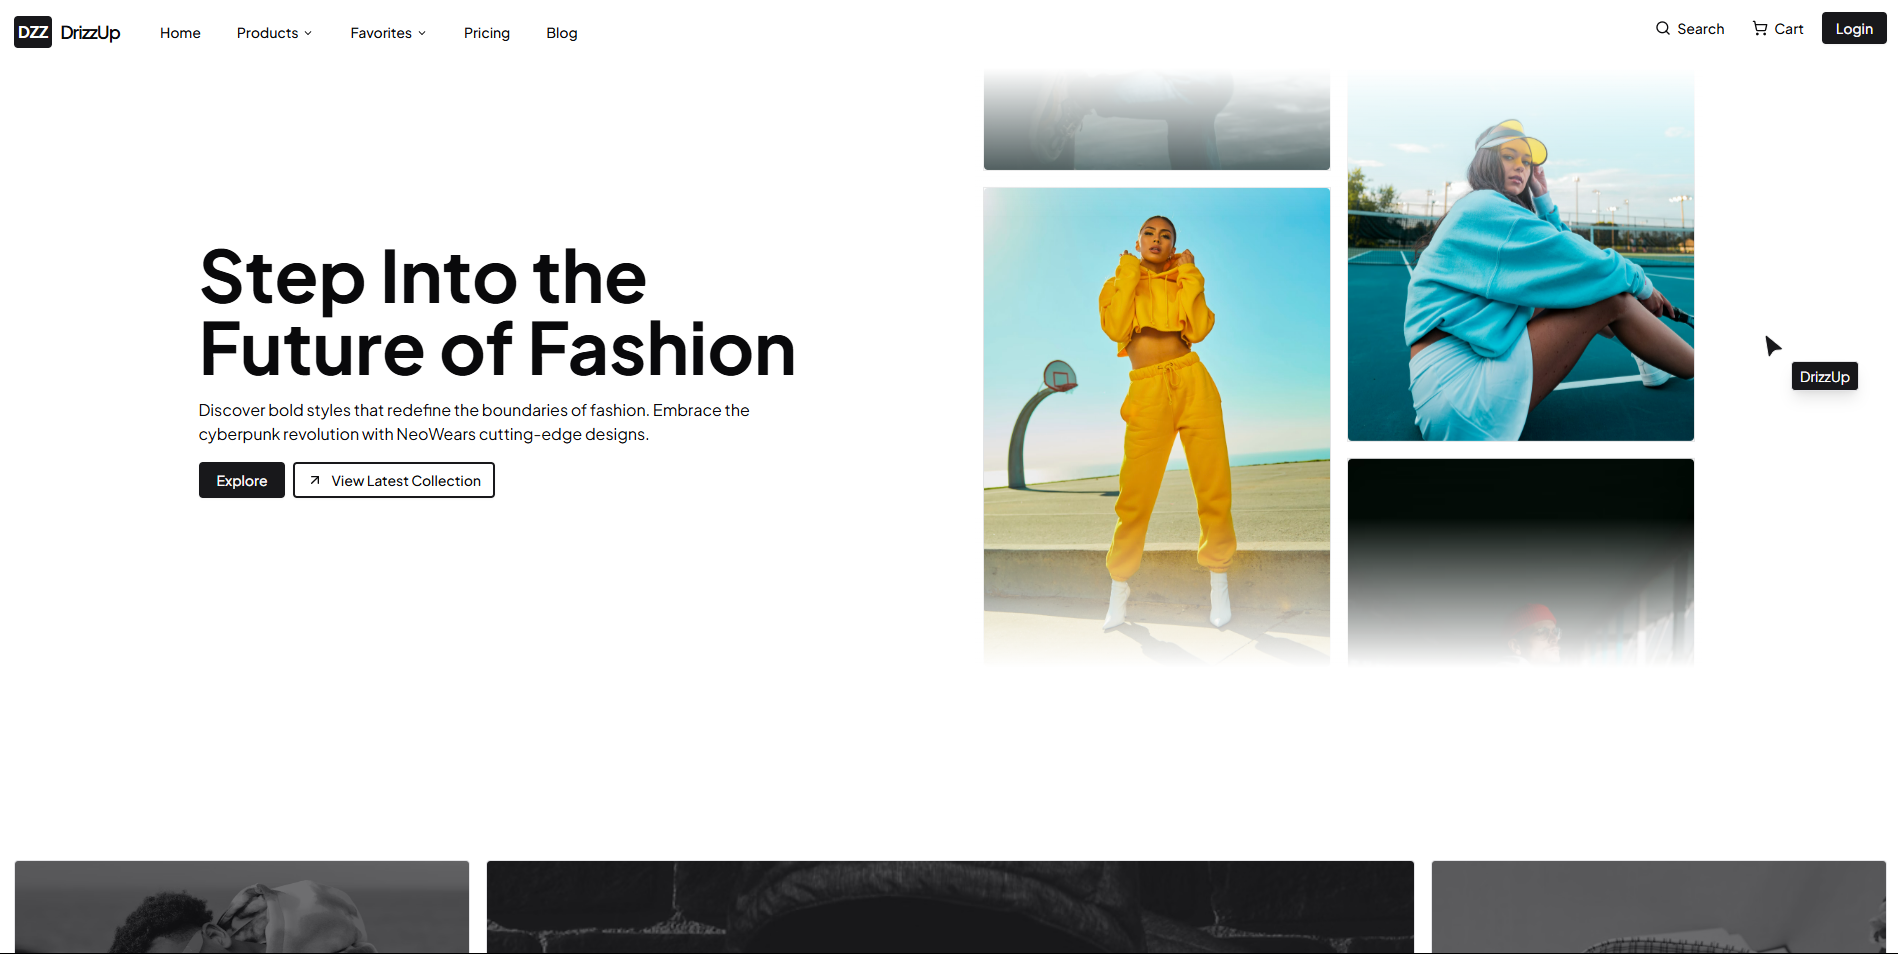 DZZ DrizzUp Home Products Favorites Pricing Blog Search Cart Login
Step Into the
Future of Fashion
Discover bold styles that redefine the boundaries of fashion. Embrace the
cyberpunk revolution with NeoWears cutting-edge designs.
Explore View Latest Collection
DrizzUp